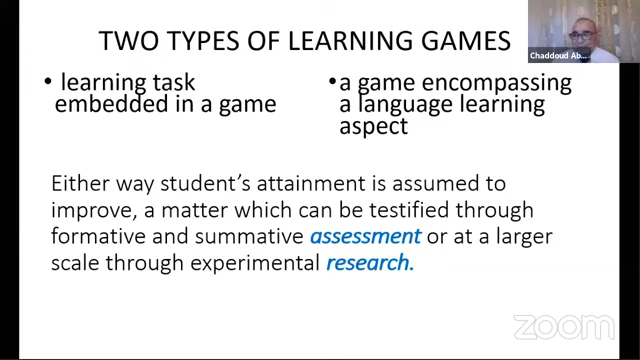 TWO TYPES OF LEARNING GAMES
Chaddoud Ab...
• learning task
embedded in a game
• a game encompassing
a language learning
aspect
Either way student's attainment is assumed to
improve, a matter which can be testified through
formative and summative assessment or at a larger
scale through experimental research.
zoom